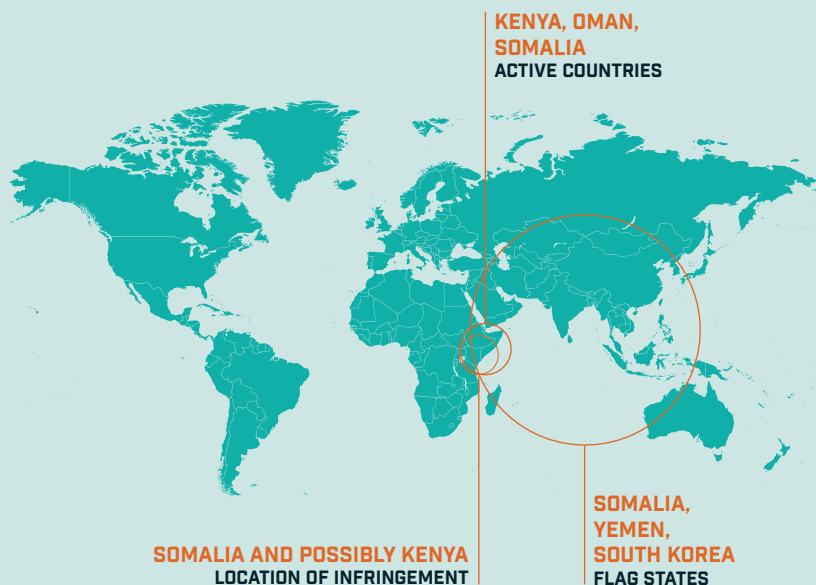 KENYA, OMAN,
SOMALIA
ACTIVE COUNTRIES
SOMALIA AND POSSIBLY KENYA
LOCATION OF INFRINGEMENT
SOMALIA,
YEMEN,
SOUTH KOREA
FLAG STATES